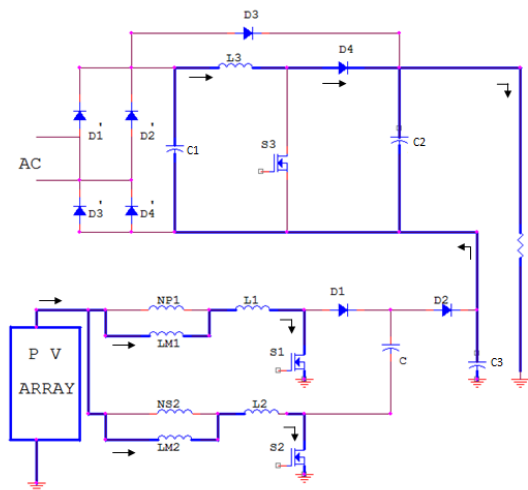 D3
L3
D4
D1'
D2'
C1
S3
C2
AC
D3'
D4'
NP1
L1
D1
D2
LM1
S1
C
C3
P V
ARRAY
NS2
L2
LM2
S2